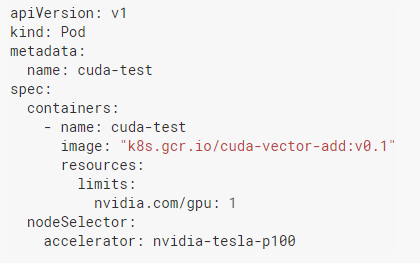 apiVersion: v1
kind: Pod
metadata:
  name: cuda-test
spec:
  containers:
    - name: cuda-test
      image: "k8s.gcr.io/cuda-vector-add:v0.1"
      resources:
        limits:
          nvidia.com/gpu: 1
  nodeSelector:
    accelerator: nvidia-tesla-p100